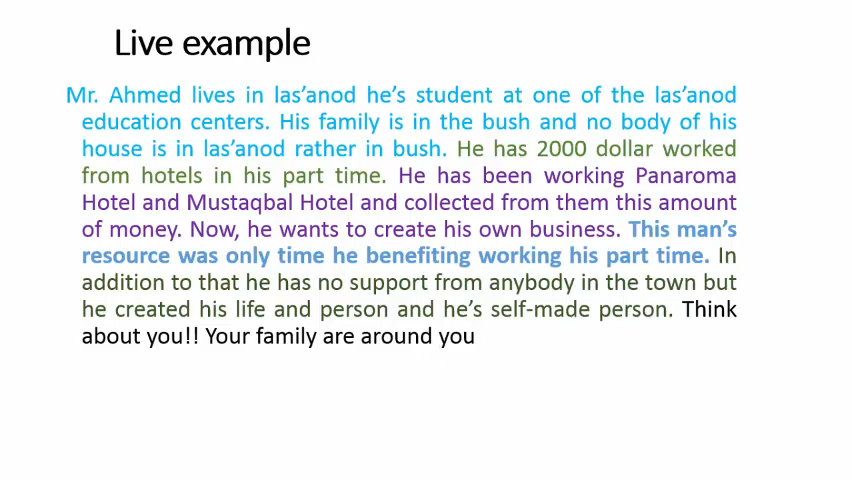 Live example
Mr. Ahmed lives in las'anod he's student at one of the las'anod
education centers. His family is in the bush and no body of his
house is in las'anod rather in bush. He has 2000 dollar worked
from hotels in his part time. He has been working Panaroma
Hotel and Mustaqbal Hotel and collected from them this amount
of money. Now, he wants to create his own business. This man's
resource was only time he benefiting working his part time. In
addition to that he has no support from anybody in the town but
he created his life and person and he's self-made person. Think
about you!! Your family are around you